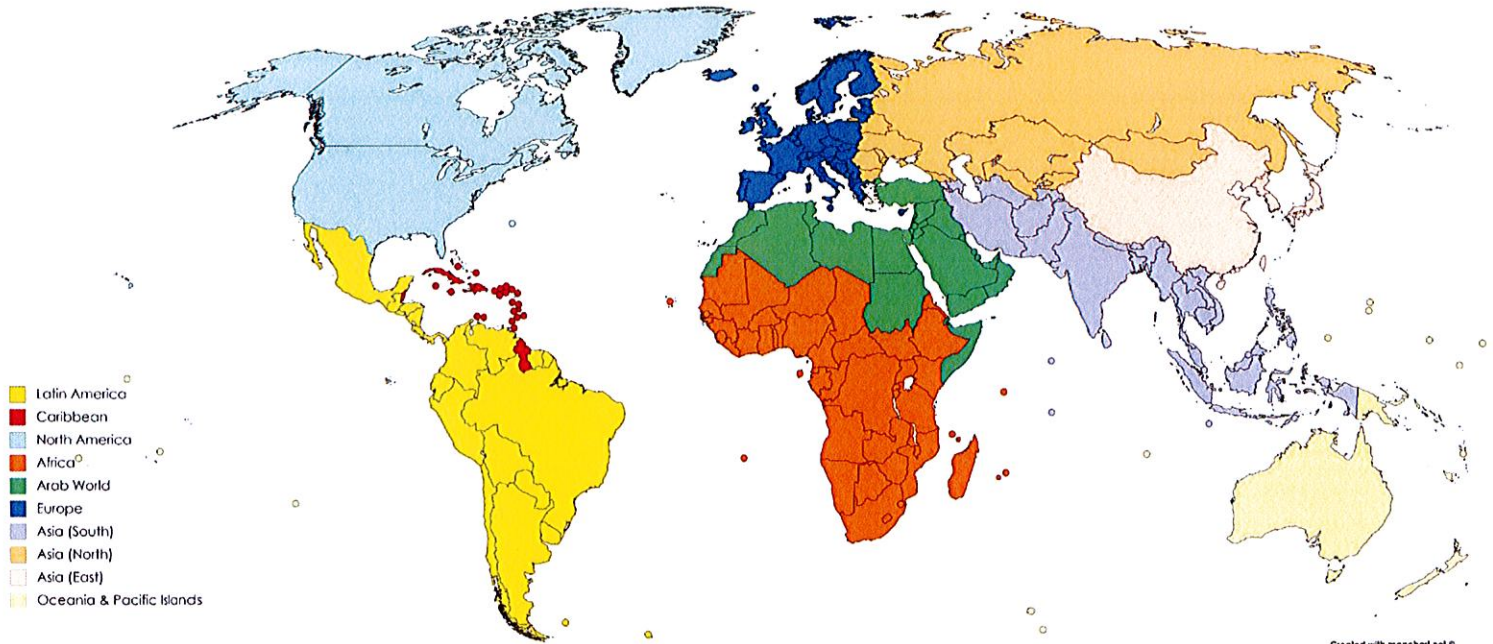 Latin America
Caribbean
North America
Africa
Arab World
Europe
Asia (South)
Asia (North)
Asia (East)
Oceania & Pacific Islands